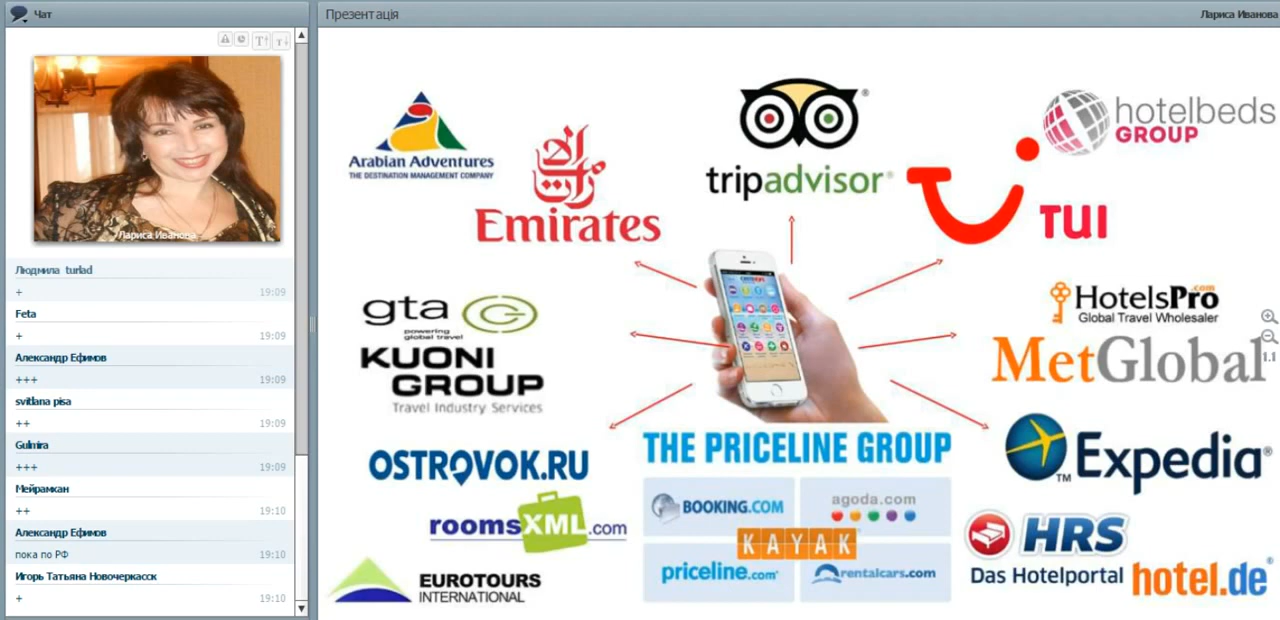 Чат
Лариса Иванова
Людмила turlad
+
19:09
Feta
+
19:09
Александр Ефимов
+++
19:09
svitlana pisa
++
19:09
Gulmira
+++
19:09
Мейрамкан
++
19:10
Александр Ефимов
пока по РФ
19:10
Игорь Татьяна Новочеркасск
+
19:10
Презентація
Лариса Иванова
Arabian Adventures
THE DESTINATION MANAGEMENT COMPANY
Emirates
tripadvisor®
hotelbeds
GROUP
TUI
gta
powering
global travel
KUONI
GROUP
Travel Industry Services
HotelsPro
.com
Global Travel Wholesaler
MetGlobal
1.1
OSTROVOK.RU
THE PRICELINE GROUP
Expedia®
TM
roomsXML.com
BOOKING.COM
agoda.com
KAYAK
priceline.com
rentalcars.com
HRS
Das Hotelportal
hotel.de®
EUROTOURS
INTERNATIONAL